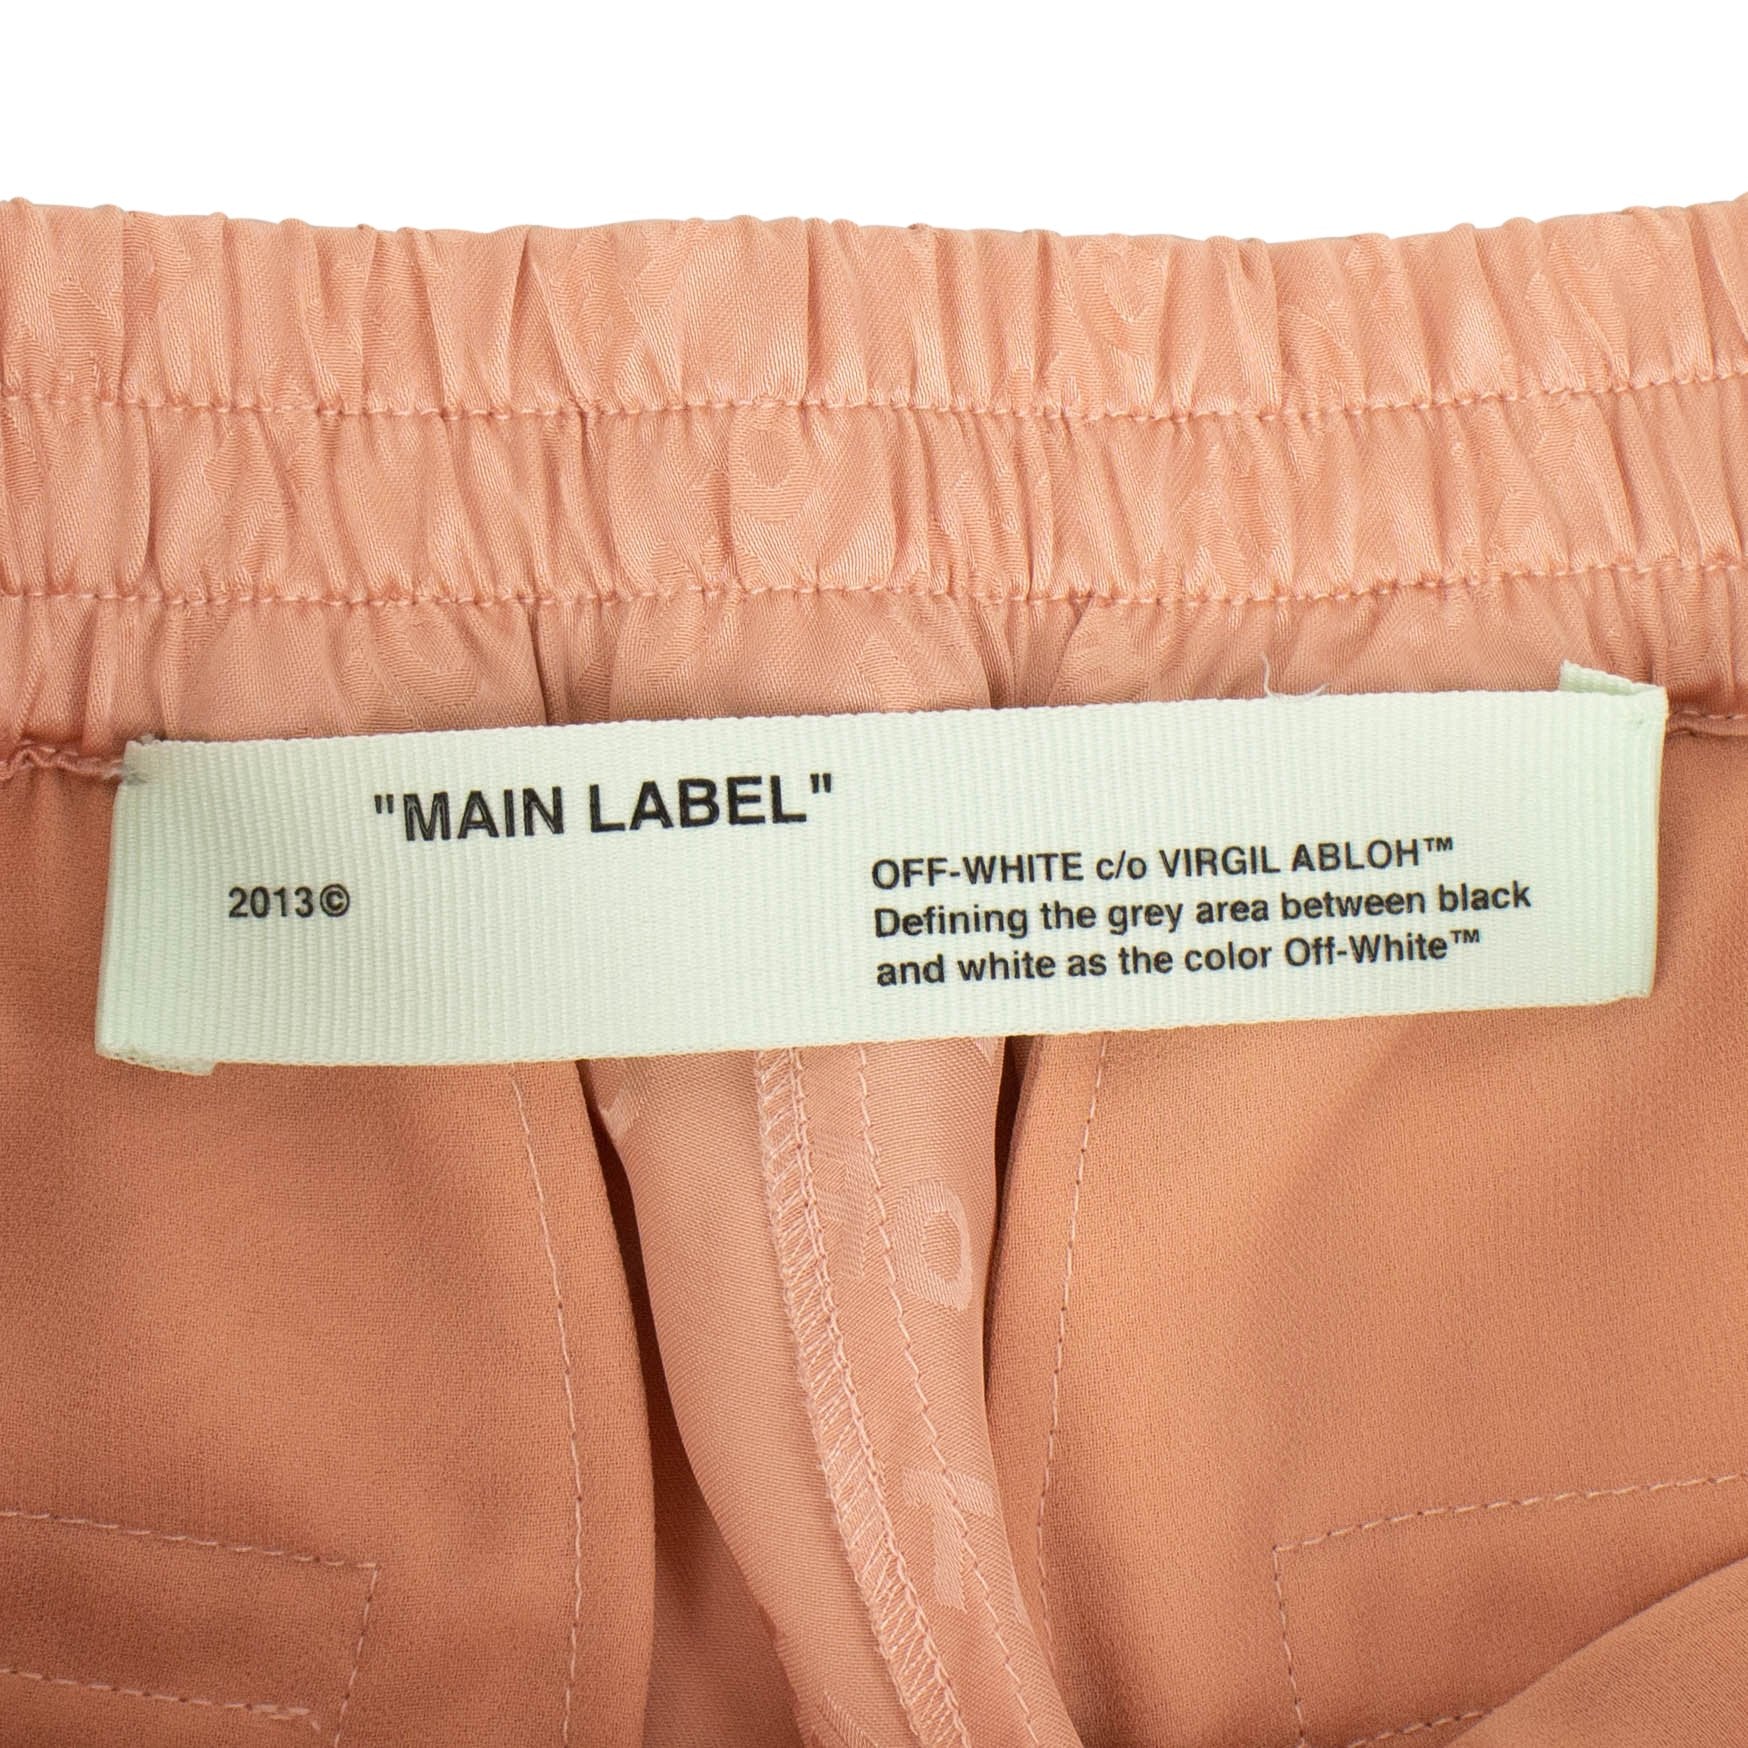 "MAIN LABEL"
2013©
OFF-WHITE c/o VIRGIL ABLOH™
Defining the grey area between black
and white as the color Off-White™